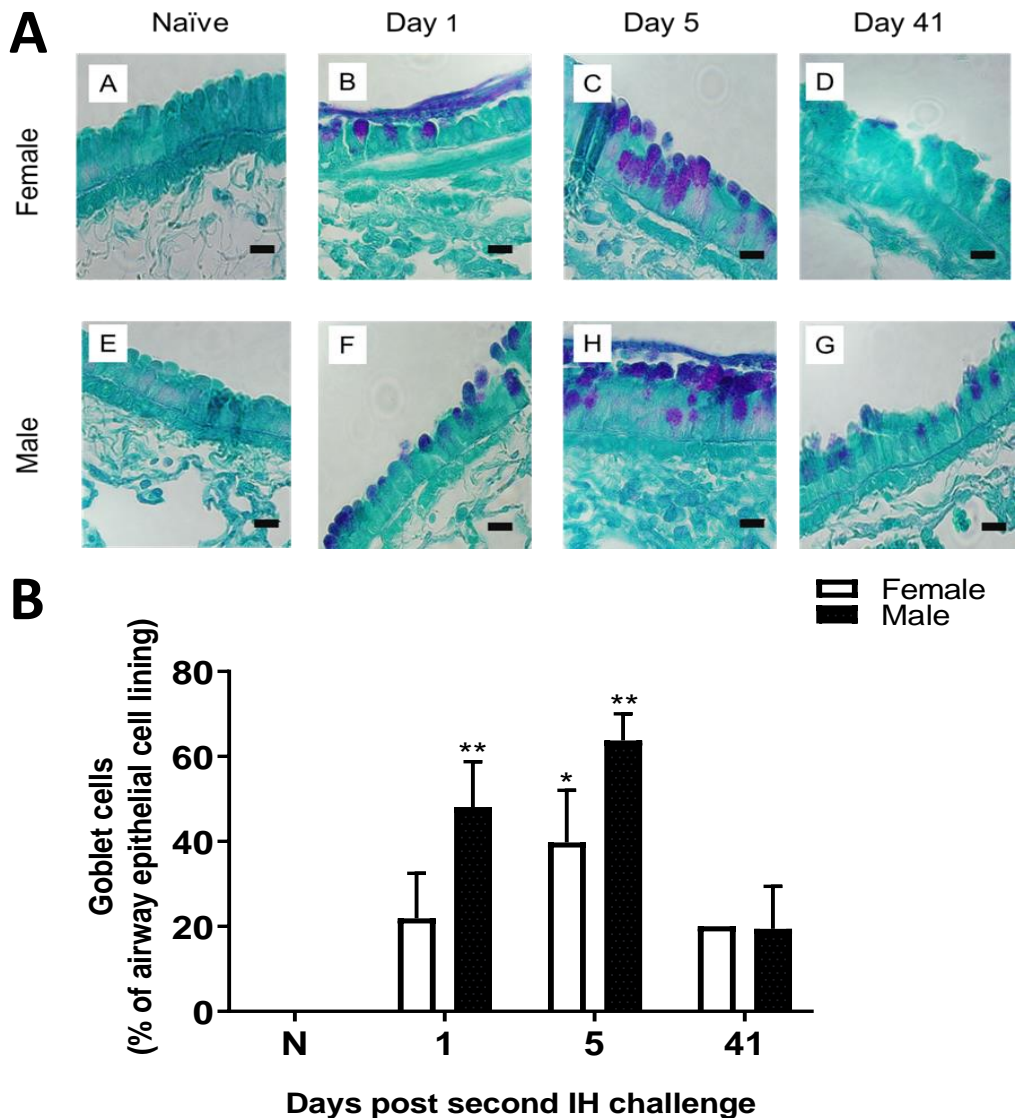 A
Naïve Day 1 Day 5 Day 41
Female
A B C D
Male
E F H G
B
Female
Male
Goblet cells
(% of airway epithelial cell lining)
80
60
40
20
0
**
*
**
N 1 5 41
Days post second IH challenge